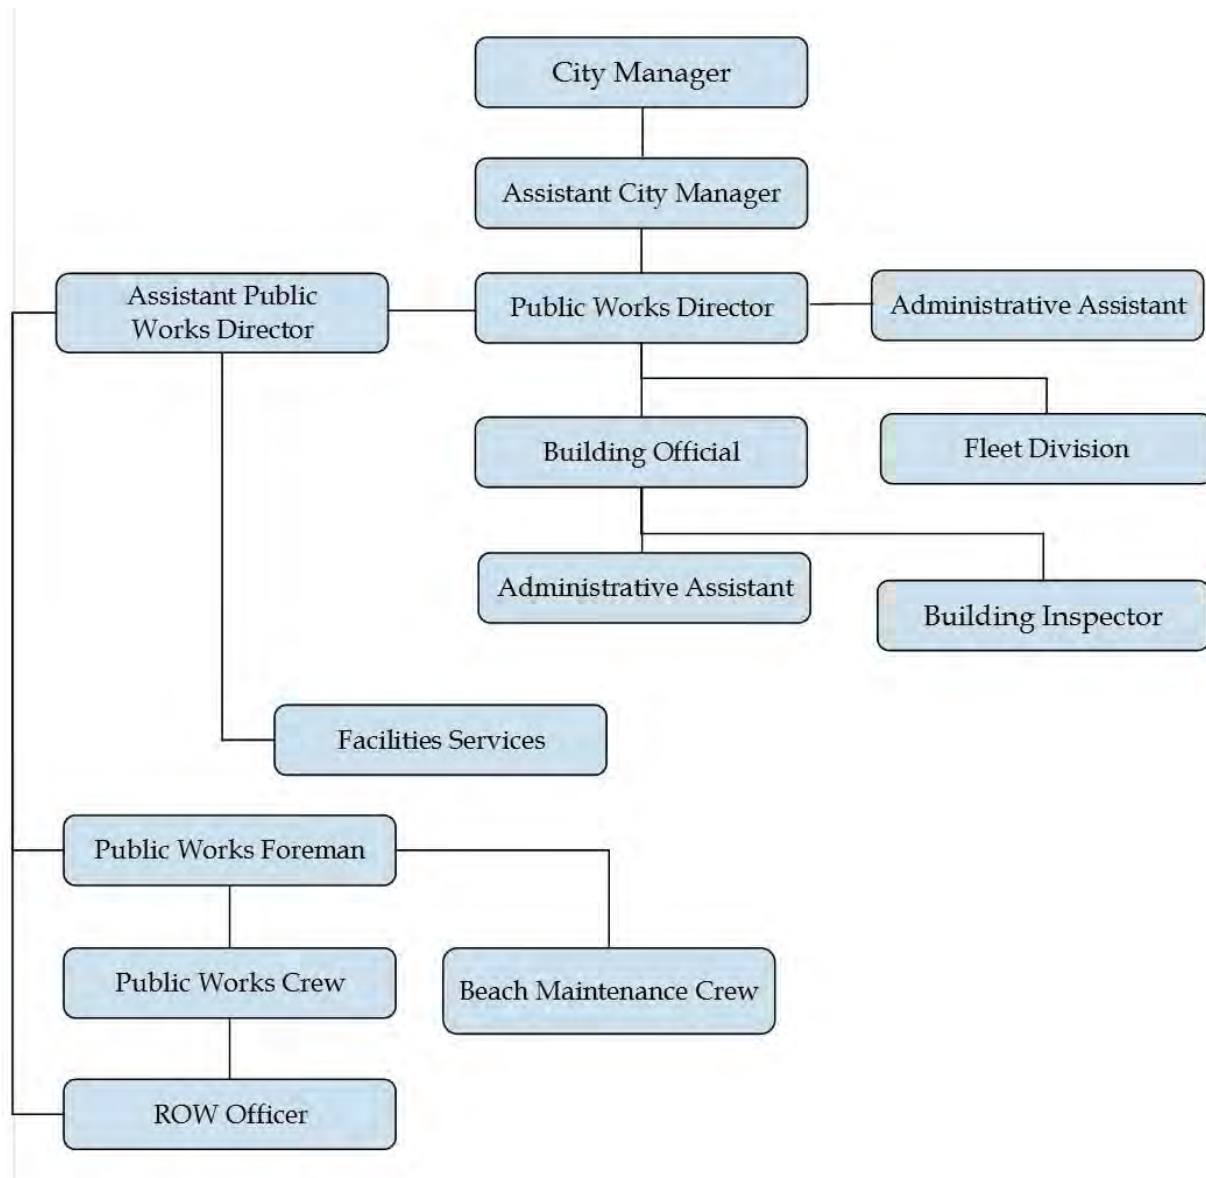 City Manager
Assistant City Manager
Assistant Public
Works Director
Public Works Director
Administrative Assistant
Building Official
Fleet Division
Administrative Assistant
Building Inspector
Facilities Services
Public Works Foreman
Public Works Crew
Beach Maintenance Crew
ROW Officer